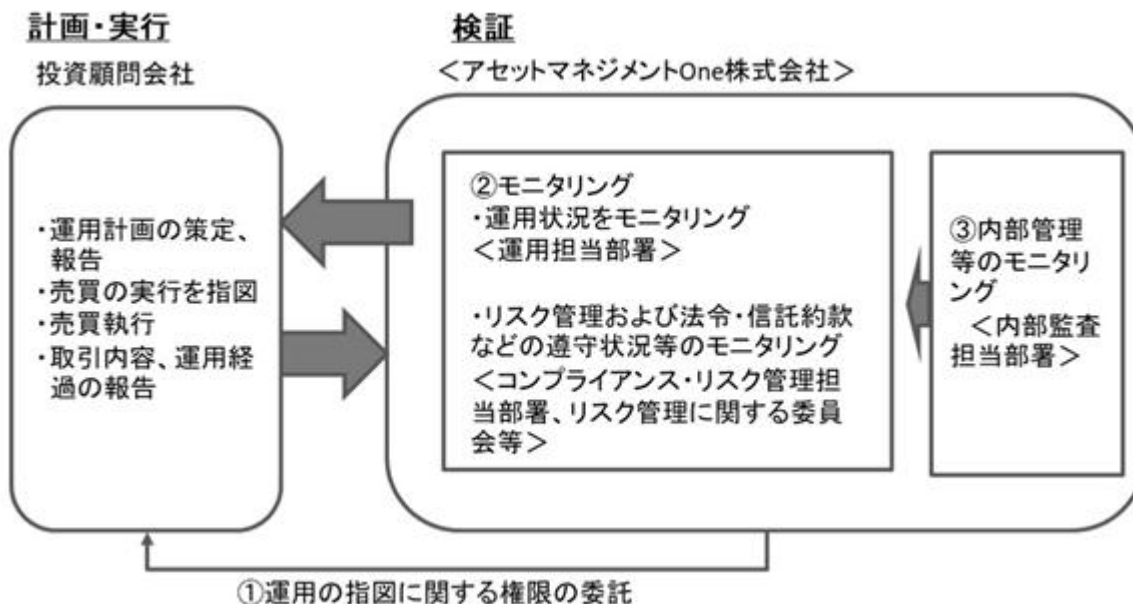 計画・実行
投資顧問会社
・運用計画の策定、
報告
・売買の実行を指図
・売買執行
・取引内容、運用経
過の報告
検証
＜アセットマネジメントOne株式会社＞
②モニタリング
・運用状況をモニタリング
＜運用担当部署＞
・リスク管理および法令・信託約款
などの遵守状況等のモニタリング
＜コンプライアンス・リスク管理担
当部署、リスク管理に関する委員
会等＞
③内部管理
等のモニタリ
ング
＜内部監査
担当部署＞
①運用の指図に関する権限の委託